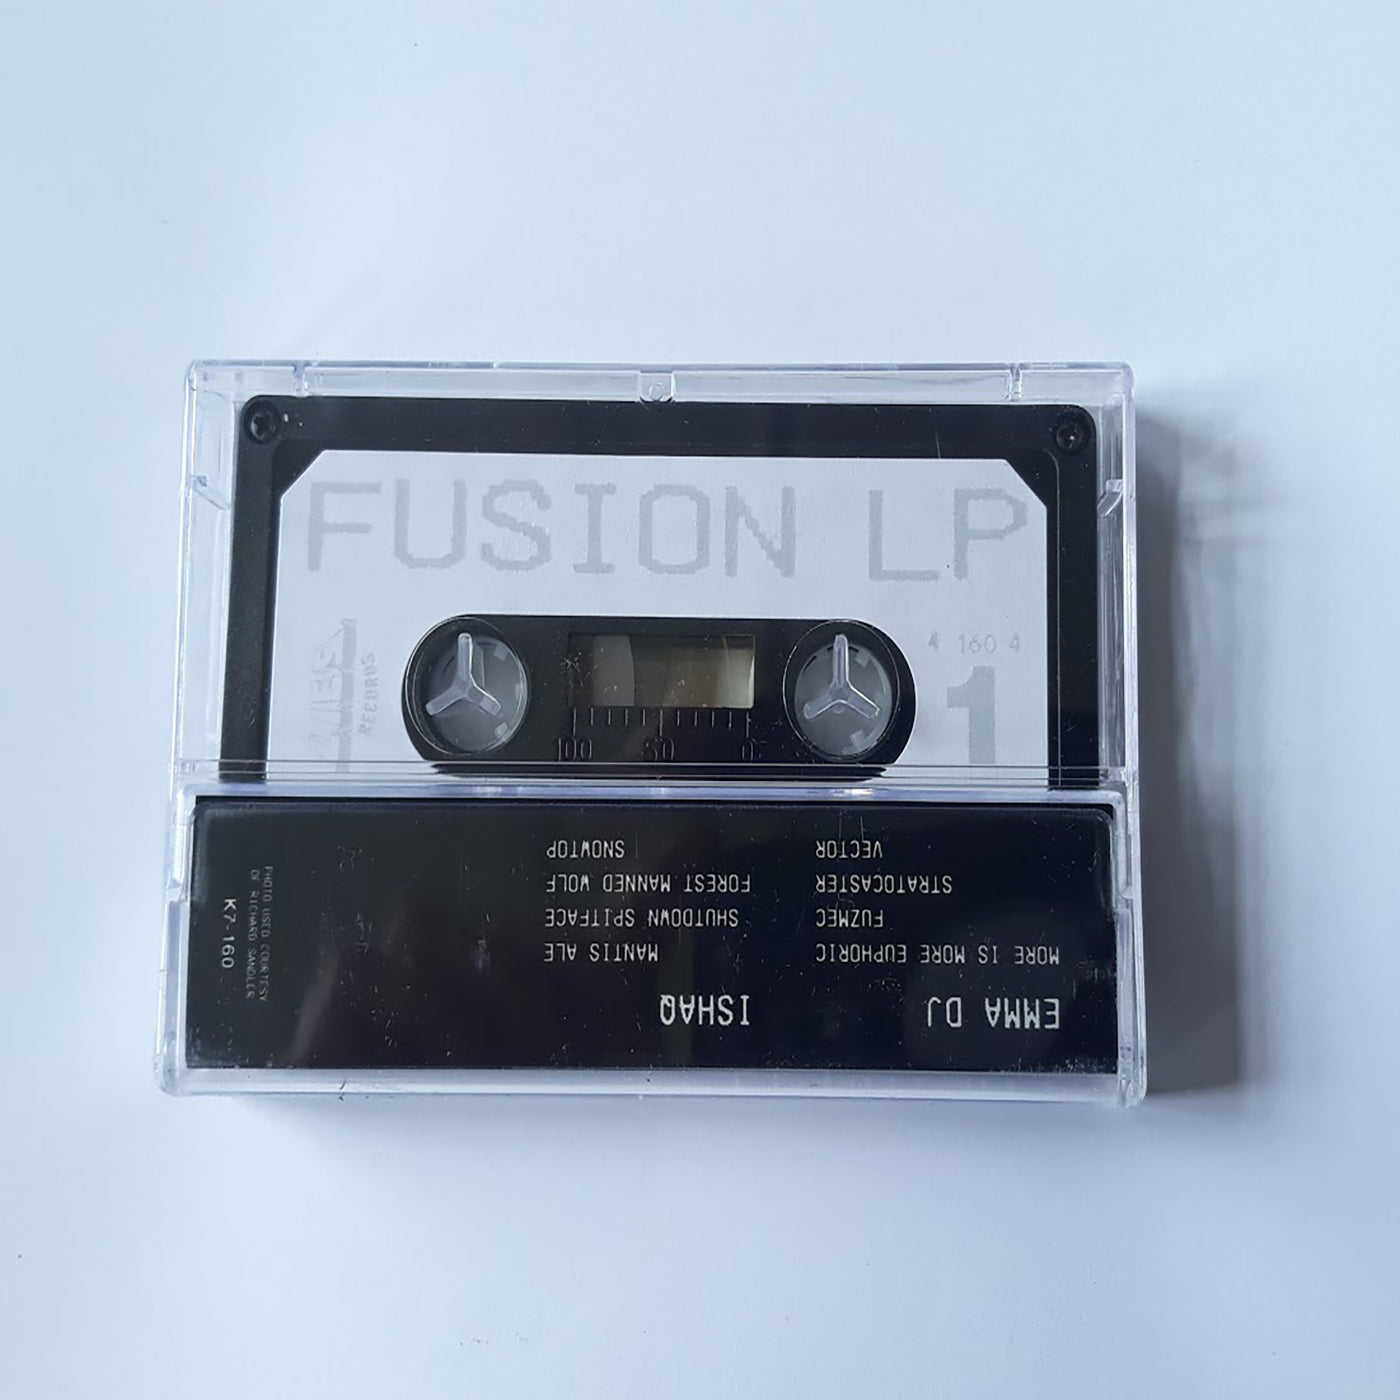 FUSION LP
RECORDS
4 160 4
1
100 50 0
EMMA DJ
MORE IS MORE EUPHORIC
FUZMEC
STRATOCASTER
VECTOR
ISHAQ
MANTIS ALE
SHUTDOWN SPITFACE
FOREST MANNED WOLF
SNOWTOP
PHOTO USED COURTESY
OF RICHARD SANDLER
K7-160